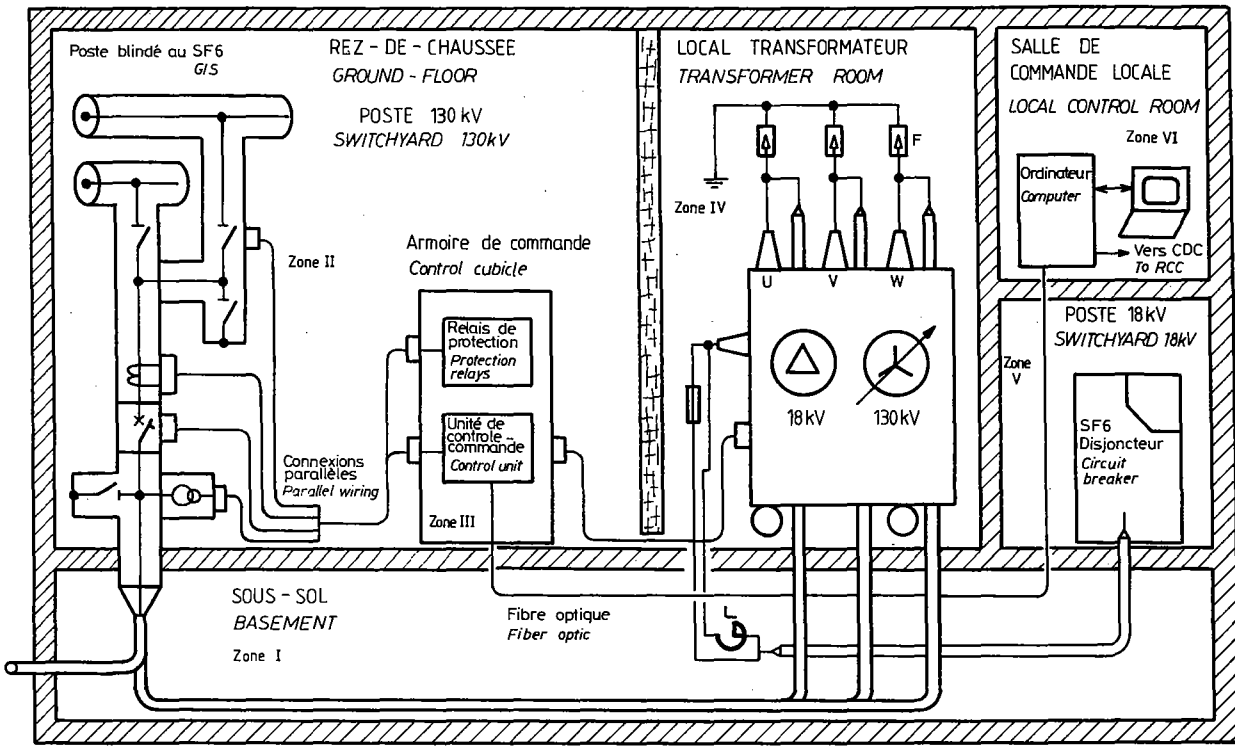 Poste blindé au SF6
GIS
REZ - DE - CHAUSSEE
GROUND - FLOOR
POSTE 130 kV
SWITCHYARD 130kV
Zone II
Armoire de commande
Control cubicle
Relais de
protection
Protection
relays
Unité de
controle -
commande
Control unit
Zone III
Connexions
parallèles
Parallel wiring
LOCAL TRANSFORMATEUR
TRANSFORMER ROOM
F
Zone IV
U
V
W
18kV
130kV
SALLE DE
COMMANDE LOCALE
LOCAL CONTROL ROOM
Zone VI
Ordinateur
Computer
Vers CDC
To RCC
POSTE 18kV
SWITCHYARD 18kV
Zone
V
SF6
Disjoncteur
Circuit
breaker
SOUS - SOL
BASEMENT
Zone I
Fibre optique
Fiber optic
L